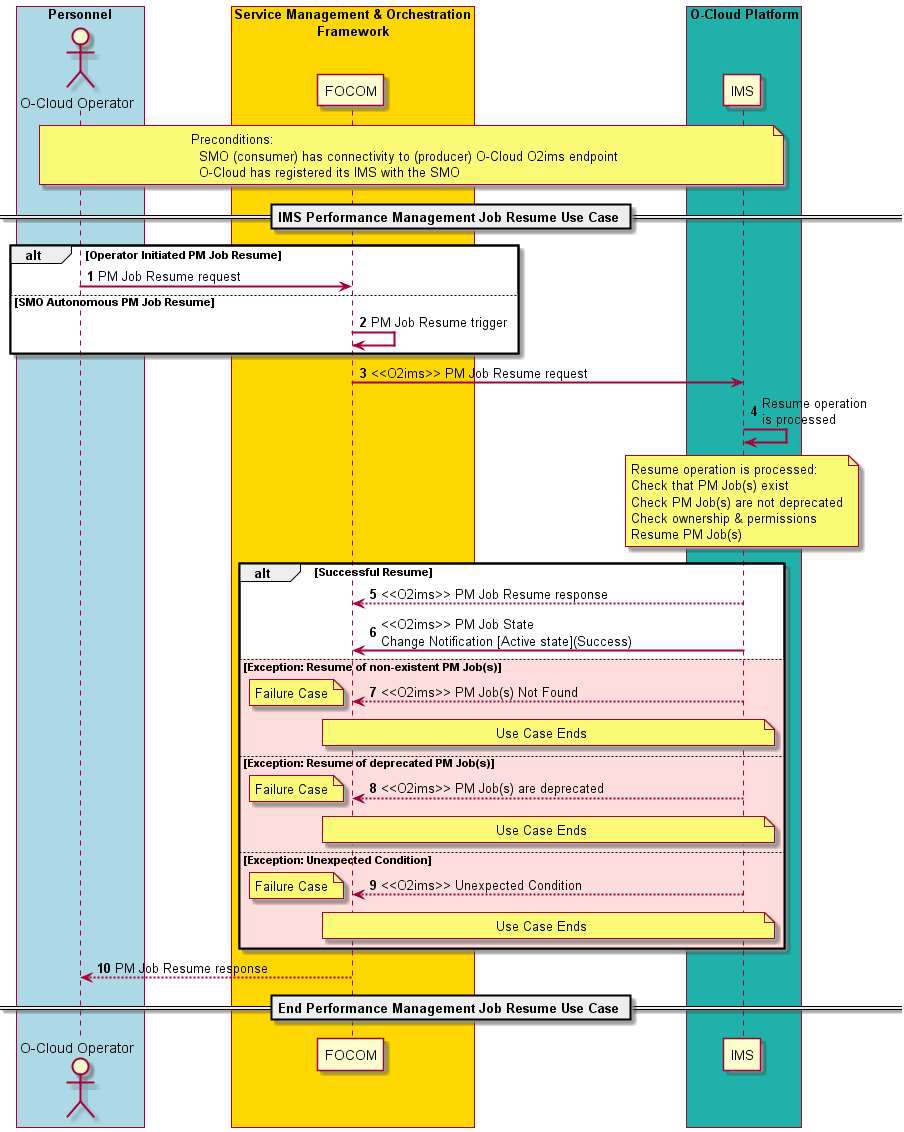 Personnel
Service Management & Orchestration
Framework
O-Cloud Platform
O-Cloud Operator
FOCOM
IMS
Preconditions:
SMO (consumer) has connectivity to (producer) O-Cloud O2ims endpoint
O-Cloud has registered its IMS with the SMO
IMS Performance Management Job Resume Use Case
alt [Operator Initiated PM Job Resume]
1 PM Job Resume request
[SMO Autonomous PM Job Resume]
2 PM Job Resume trigger
3 <<O2ims>> PM Job Resume request
4 Resume operation
is processed
Resume operation is processed:
Check that PM Job(s) exist
Check PM Job(s) are not deprecated
Check ownership & permissions
Resume PM Job(s)
alt [Successful Resume]
5 <<O2ims>> PM Job Resume response
6 <<O2ims>> PM Job State
Change Notification [Active state](Success)
[Exception: Resume of non-existent PM Job(s)]
Failure Case
7 <<O2ims>> PM Job(s) Not Found
Use Case Ends
[Exception: Resume of deprecated PM Job(s)]
Failure Case
8 <<O2ims>> PM Job(s) are deprecated
Use Case Ends
[Exception: Unexpected Condition]
Failure Case
9 <<O2ims>> Unexpected Condition
Use Case Ends
10 PM Job Resume response
End Performance Management Job Resume Use Case
O-Cloud Operator
FOCOM
IMS